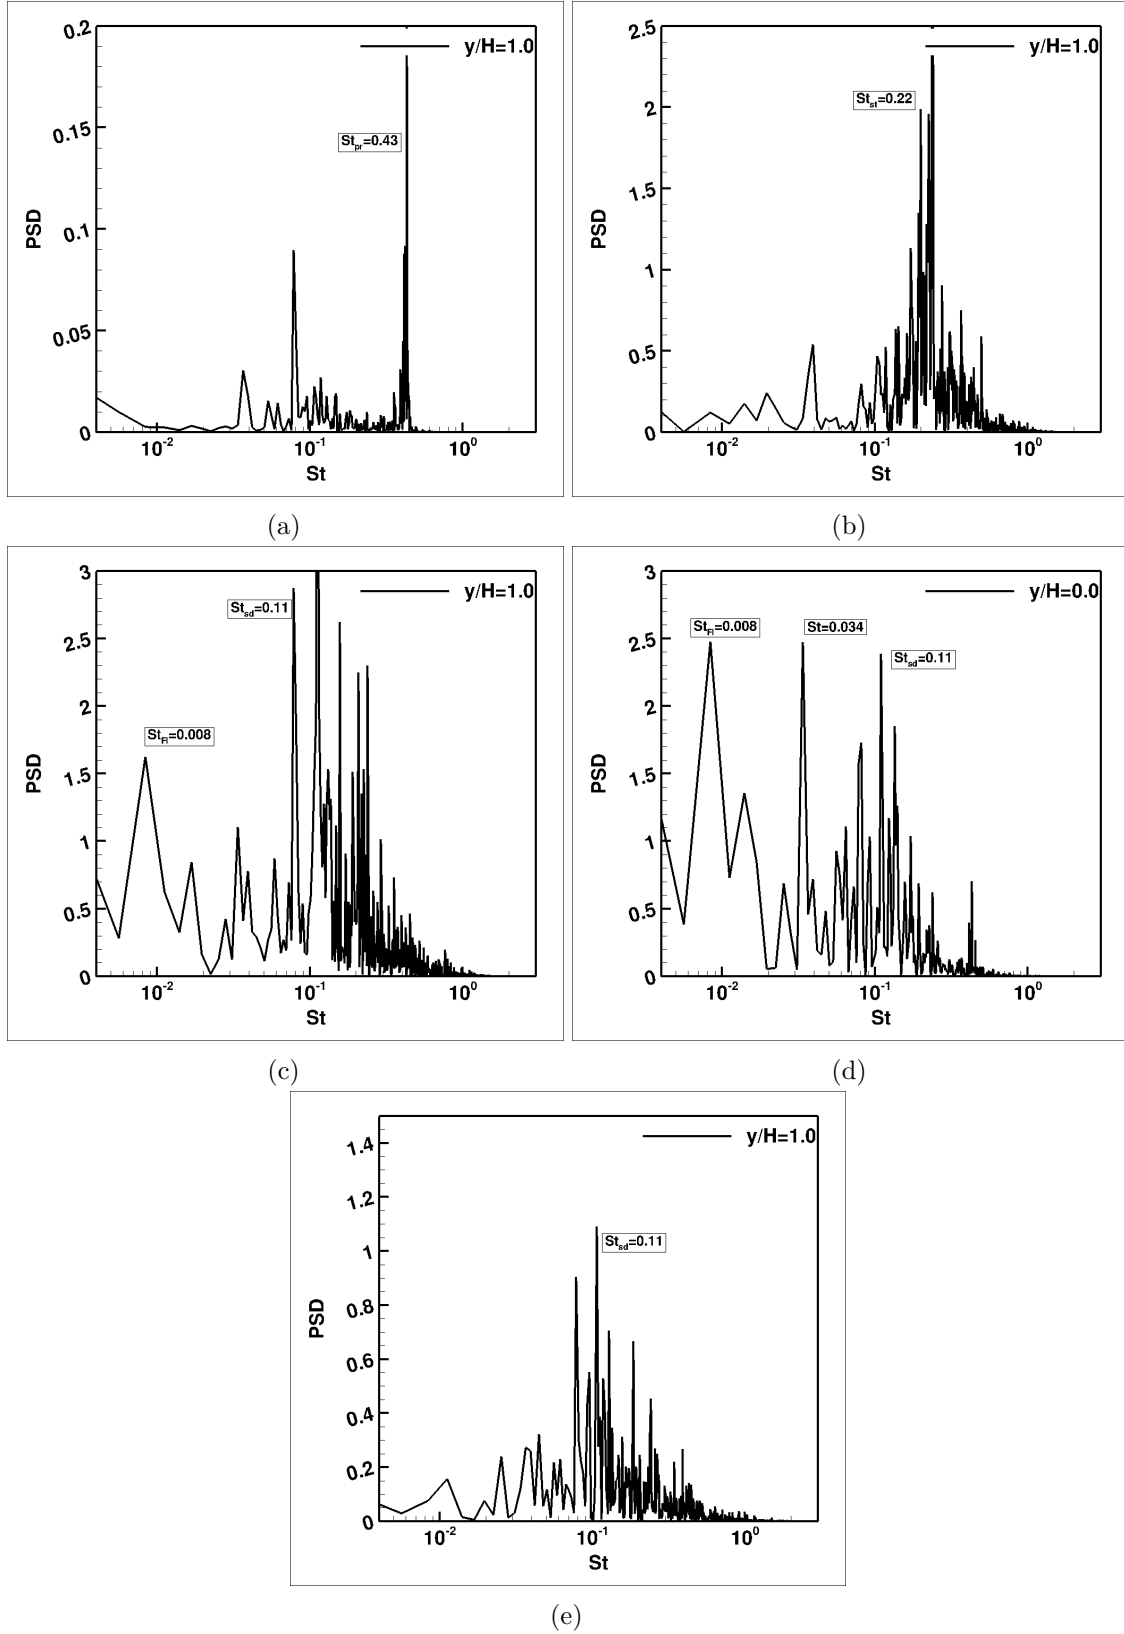 0.2
y/H=1.0
0.15
St_pr=0.43
PSD
0.1
0.05
0
10^-2 10^-1 10^0
St
(a)
2.5
y/H=1.0
St_st=0.22
2
1.5
PSD
1
0.5
0
10^-2 10^-1 10^0
St
(b)
3
y/H=1.0
St_sd=0.11
2.5
2
St_Fl=0.008
PSD
1.5
1
0.5
0
10^-2 10^-1 10^0
St
(c)
3
y/H=0.0
St_Fl=0.008 St=0.034
St_sd=0.11
2.5
2
PSD
1.5
1
0.5
0
10^-2 10^-1 10^0
St
(d)
y/H=1.0
1.4
1.2
St_sd=0.11
1
PSD
0.8
0.6
0.4
0.2
0
10^-2 10^-1 10^0
St
(e)